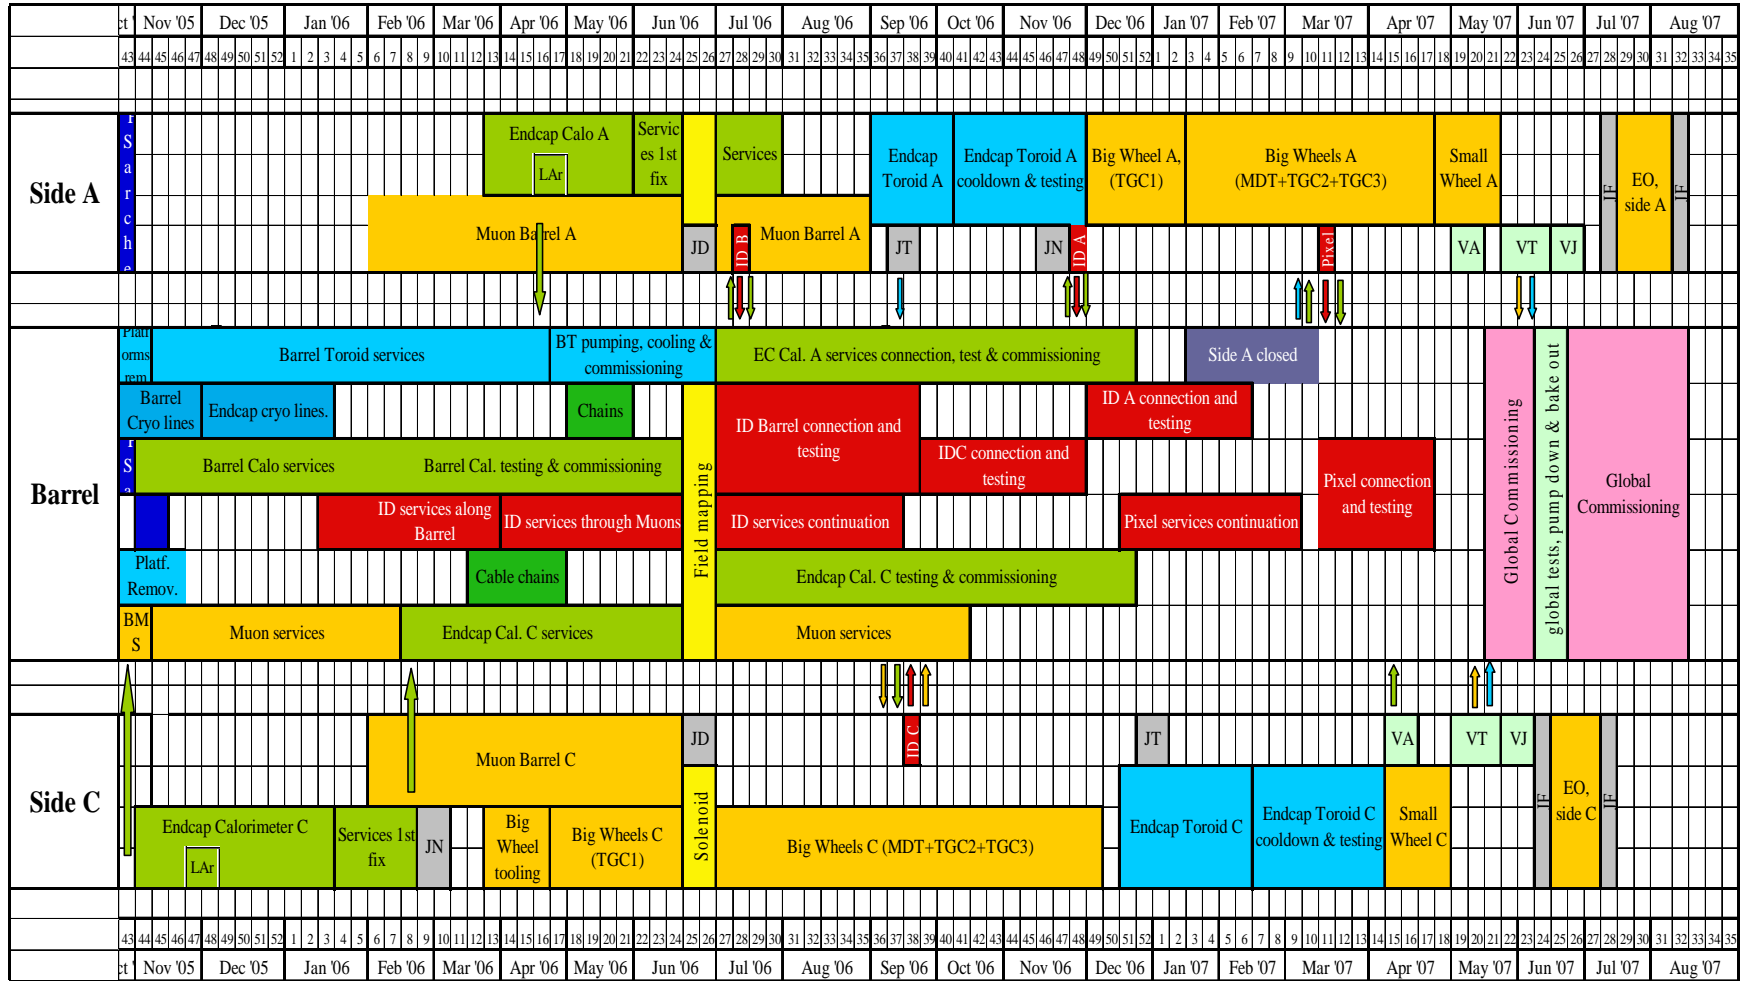 ct ' Nov '05 Dec '05 Jan '06 Feb '06 Mar '06 Apr '06 May '06 Jun '06 Jul '06 Aug '06 Sep '06 Oct '06 Nov '06 Dec '06 Jan '07 Feb '07 Mar '07 Apr '07 May '07 Jun '07 Jul '07 Aug '07
43 44 45 46 47 48 49 50 51 52 1 2 3 4 5 6 7 8 9 10 11 12 13 14 15 16 17 18 19 20 21 22 23 24 25 26 27 28 29 30 31 32 33 34 35 36 37 38 39 40 41 42 43 44 45 46 47 48 49 50 51 52 1 2 3 4 5 6 7 8 9 10 11 12 13 14 15 16 17 18 19 20 21 22 23 24 25 26 27 28 29 30 31 32 33 34 35
Side A
Sarche
Endcap Calo A
LAr
Servic
es 1st
fix
Services
Muon Barrel A
JD
ID B
Muon Barrel A
Endcap
Toroid A
JT
Endcap Toroid A
cooldown & testing
JN
ID A
Big Wheel A,
(TGC1)
Big Wheels A
(MDT+TGC2+TGC3)
Pixel
Small
Wheel A
VA
VT
VJ
JF
EO,
side A
JF
Barrel
Platf
orms
rem
Barrel Toroid services
BT pumping, cooling &
commissioning
EC Cal. A services connection, test & commissioning
Side A closed
Barrel
Cryo lines
Endcap cryo lines.
Chains
ID Barrel connection and
testing
ID A connection and
testing
Sa
Barrel Calo services
Barrel Cal. testing & commissioning
IDC connection and
testing
Pixel connection
and testing
ID services along
Barrel
ID services through Muons
ID services continuation
Pixel services continuation
Platf.
Remov.
Cable chains
Endcap Cal. C testing & commissioning
BM
S
Muon services
Endcap Cal. C services
Muon services
Field mapping
Global Commissioning
global tests, pump down & bake out
Global
Commissioning
Side C
Muon Barrel C
JD
ID C
JT
VA
VT
VJ
Endcap Calorimeter C
LAr
Services 1st
fix
JN
Big
Wheel
tooling
Big Wheels C
(TGC1)
Solenoid
Big Wheels C (MDT+TGC2+TGC3)
Endcap Toroid C
Endcap Toroid C
cooldown & testing
Small
Wheel C
JF
EO,
side C
JF
43 44 45 46 47 48 49 50 51 52 1 2 3 4 5 6 7 8 9 10 11 12 13 14 15 16 17 18 19 20 21 22 23 24 25 26 27 28 29 30 31 32 33 34 35 36 37 38 39 40 41 42 43 44 45 46 47 48 49 50 51 52 1 2 3 4 5 6 7 8 9 10 11 12 13 14 15 16 17 18 19 20 21 22 23 24 25 26 27 28 29 30 31 32 33 34 35
ct ' Nov '05 Dec '05 Jan '06 Feb '06 Mar '06 Apr '06 May '06 Jun '06 Jul '06 Aug '06 Sep '06 Oct '06 Nov '06 Dec '06 Jan '07 Feb '07 Mar '07 Apr '07 May '07 Jun '07 Jul '07 Aug '07